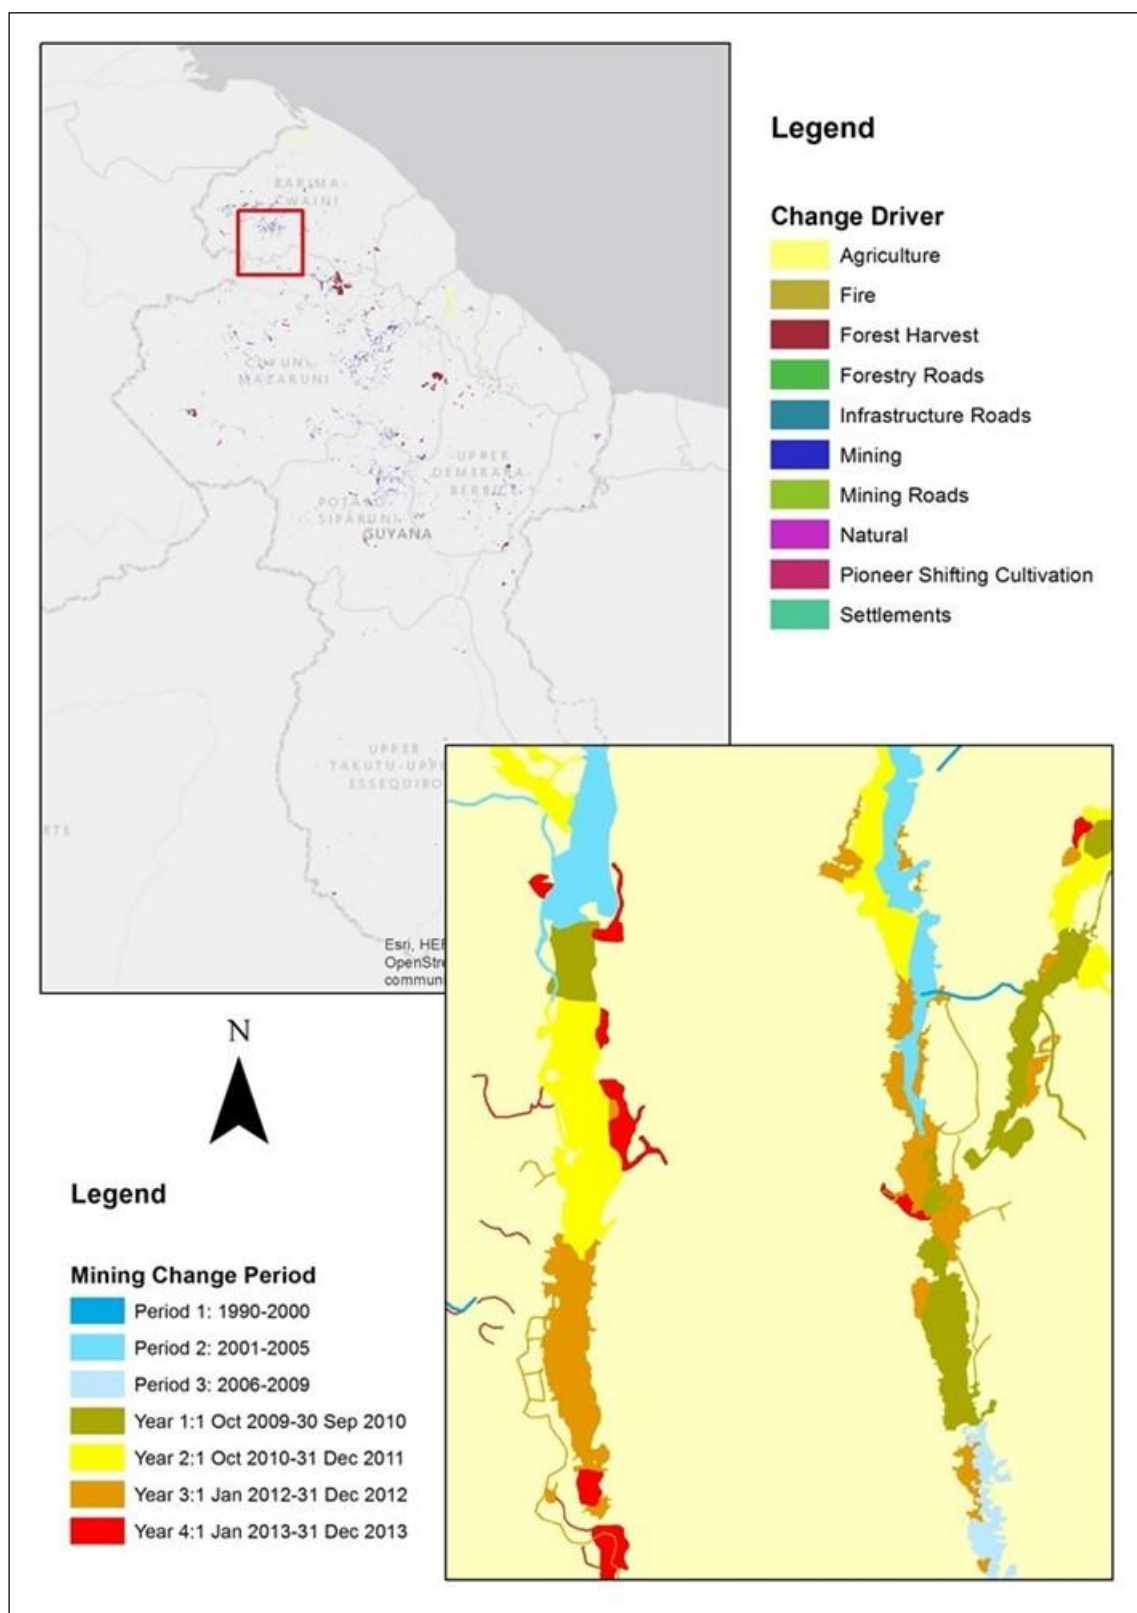 BARIMA-
WAINI
CUYUNI-
MAZARUNI
UPPER
DEMERARA-
BERBICE
POTARO-
SIPARUNI
GUYANA
UPPER
TAKUTU-UPPE
ESSEQUIBO
RTE
Esri, HER
OpenStre
communi
Legend
Change Driver
Agriculture
Fire
Forest Harvest
Forestry Roads
Infrastructure Roads
Mining
Mining Roads
Natural
Pioneer Shifting Cultivation
Settlements
N
Legend
Mining Change Period
Period 1: 1990-2000
Period 2: 2001-2005
Period 3: 2006-2009
Year 1:1 Oct 2009-30 Sep 2010
Year 2:1 Oct 2010-31 Dec 2011
Year 3:1 Jan 2012-31 Dec 2012
Year 4:1 Jan 2013-31 Dec 2013